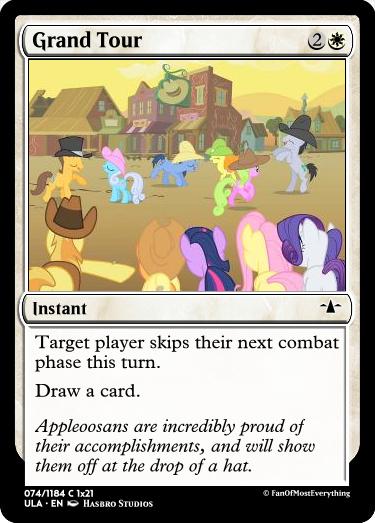 Grand Tour 2
Instant
Target player skips their next combat
phase this turn.
Draw a card.
Appleoosans are incredibly proud of
their accomplishments, and will show
them off at the drop of a hat.
074/1184 C 1x21
ULA • EN HASBRO STUDIOS
© FanOfMostEverything